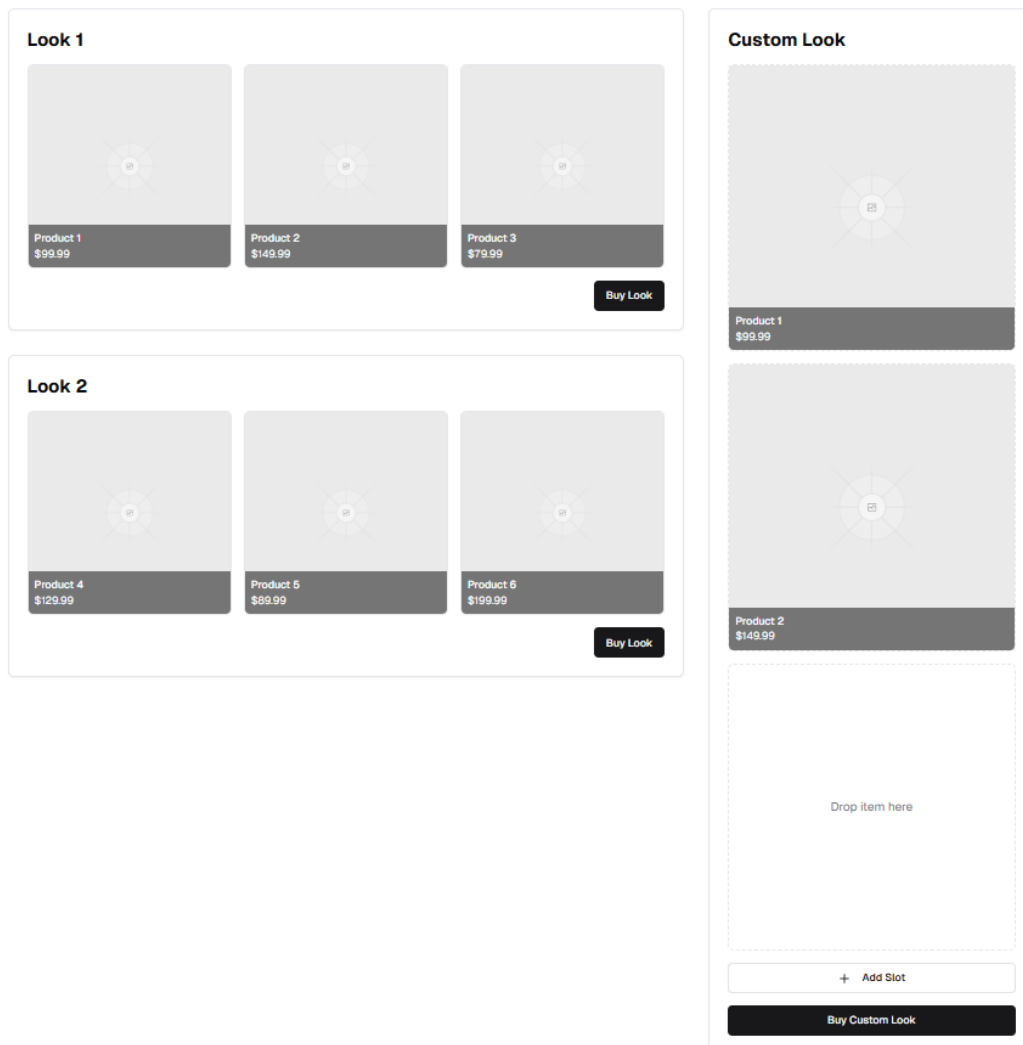 Look 1
Product 1
$99.99
Product 2
$149.99
Product 3
$79.99
Buy Look
Look 2
Product 4
$129.99
Product 5
$89.99
Product 6
$199.99
Buy Look
Custom Look
Product 1
$99.99
Product 2
$149.99
Drop item here
+ Add Slot
Buy Custom Look